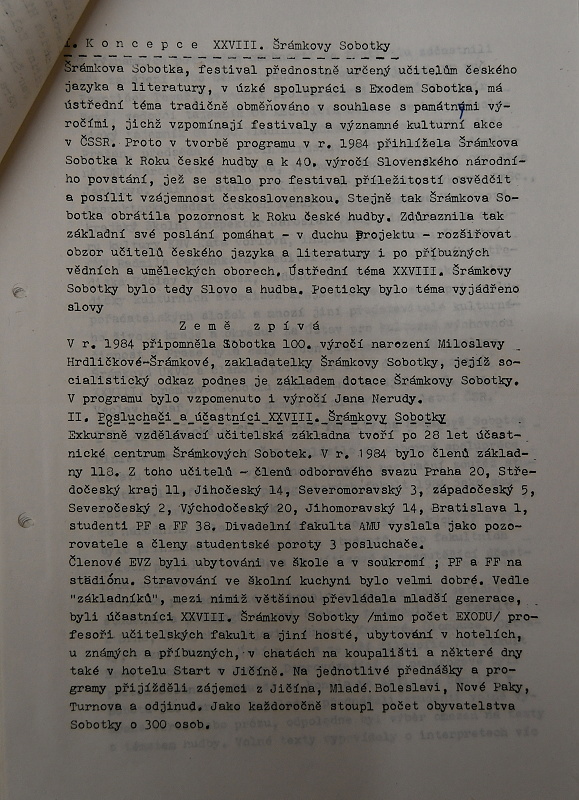 I. K o n c e p c e XXVIII. Šrámkovy Sobotky
Šrámkova Sobotka, festival přednostně určený učitelům českého
jazyka a literatury, v úzké spolupráci s Exodem Sobotka, má
ústřední téma tradičně obměňováno v souhlase s památnými vý-
ročími, jichž vzpomínají festivaly a významné kulturní akce
v ČSSR. Proto v tvorbě programu v r. 1984 přihlížela Šrámkova
Sobotka k Roku české hudby a k 40. výročí Slovenského národní-
ho povstání, jež se stalo pro festival příležitostí osvědčit
a posílit vzájemnost československou. Stejně tak Šrámkova So-
botka obrátila pozornost k Roku české hudby. Zdůraznila tak
základní své poslání pomáhat - v duchu Projektu - rozšiřovat
obzor učitelů českého jazyka a literatury i po příbuzných
vědních a uměleckých oborech. Ústřední téma XXVIII. Šrámkovy
Sobotky bylo tedy Slovo a hudba. Poeticky bylo téma vyjádřeno
slovy
Z e m ě z p í v á
V r. 1984 připomněla Sobotka 100. výročí narození Miloslavy
Hrdličkové-Šrámkové, zakladatelky Šrámkovy Sobotky, jejíž so-
cialistický odkaz podnes je základem dotace Šrámkovy Sobotky.
V programu bylo vzpomenuto i výročí Jana Nerudy.
II. Posluchači a účastníci XXVIII. Šrámkovy Sobotky
Exkursně vzdělávací učitelská základna tvoří po 28 let účast-
nické centrum Šrámkových Sobotek. V r. 1984 bylo členů základ-
ny 118. Z toho učitelů - členů odborového svazu Praha 20, Stře-
dočeský kraj 11, Jihočeský 14, Severomoravský 3, západočeský 5,
Severočeský 2, Východočeský 20, Jihomoravský 14, Bratislava 1,
studenti PF a FF 38. Divadelní fakulta AMU vyslala jako pozo-
rovatele a členy studentské poroty 3 posluchače.
Členové EVZ byli ubytováni ve škole a v soukromí ; PF a FF na
stadiónu. Stravování ve školní kuchyni bylo velmi dobré. Vedle
"základníků", mezi nimiž většinou převládala mladší generace,
byli účastníci XXVIII. Šrámkovy Sobotky /mimo počet EXODU/ pro-
fesoři učitelských fakult a jiní hosté, ubytování v hotelích,
u známých a příbuzných, v chatách na koupališti a některé dny
také v hotelu Start v Jičíně. Na jednotlivé přednášky a pro-
gramy přijížděli zájemci z Jičína, Mladé Boleslavi, Nové Paky,
Turnova a odjinud. Jako každoročně stoupl počet obyvatelstva
Sobotky o 300 osob.